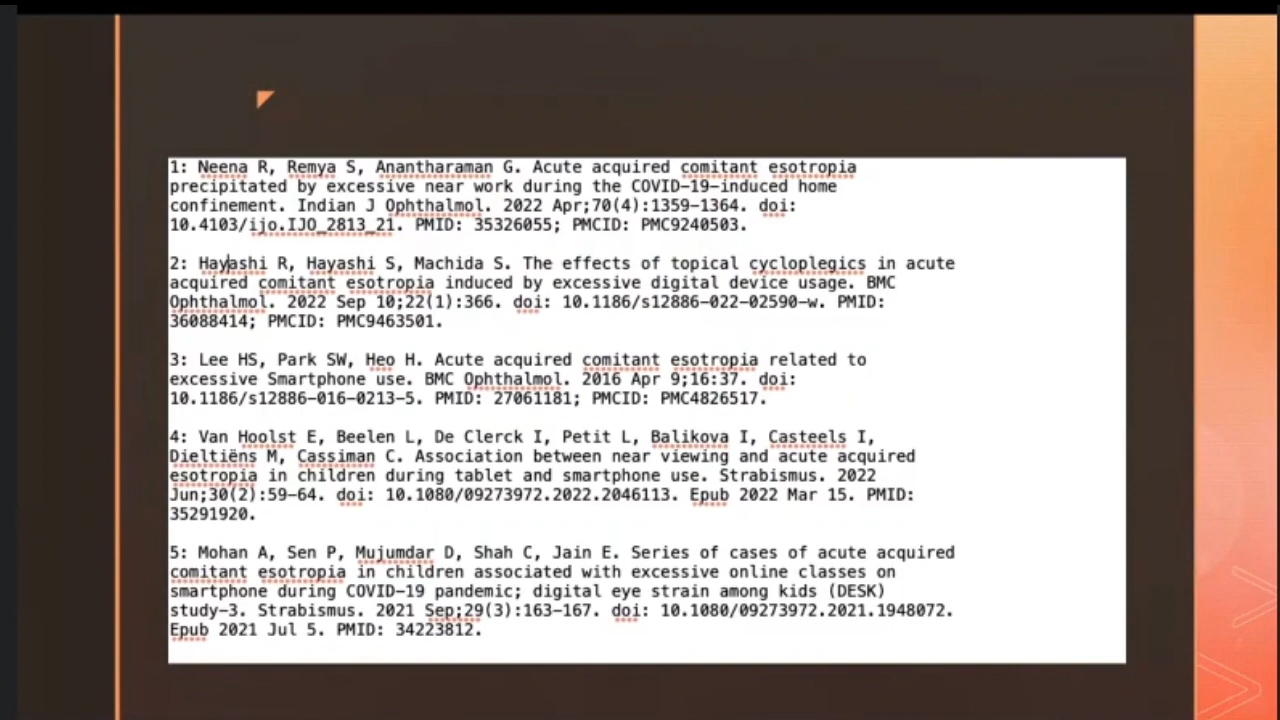 1: Neena R, Remya S, Anantharaman G. Acute acquired comitant esotropia
precipitated by excessive near work during the COVID-19-induced home
confinement. Indian J Ophthalmol. 2022 Apr;70(4):1359-1364. doi:
10.4103/ijo.IJO_2813_21. PMID: 35326055; PMCID: PMC9240503.
2: Hayashi R, Hayashi S, Machida S. The effects of topical cycloplegics in acute
acquired comitant esotropia induced by excessive digital device usage. BMC
Ophthalmol. 2022 Sep 10;22(1):366. doi: 10.1186/s12886-022-02590-w. PMID:
36088414; PMCID: PMC9463501.
3: Lee HS, Park SW, Heo H. Acute acquired comitant esotropia related to
excessive Smartphone use. BMC Ophthalmol. 2016 Apr 9;16:37. doi:
10.1186/s12886-016-0213-5. PMID: 27061181; PMCID: PMC4826517.
4: Van Hoolst E, Beelen L, De Clerck I, Petit L, Balikova I, Casteels I,
Dieltiëns M, Cassiman C. Association between near viewing and acute acquired
esotropia in children during tablet and smartphone use. Strabismus. 2022
Jun;30(2):59-64. doi: 10.1080/09273972.2022.2046113. Epub 2022 Mar 15. PMID:
35291920.
5: Mohan A, Sen P, Mujumdar D, Shah C, Jain E. Series of cases of acute acquired
comitant esotropia in children associated with excessive online classes on
smartphone during COVID-19 pandemic; digital eye strain among kids (DESK)
study-3. Strabismus. 2021 Sep;29(3):163-167. doi: 10.1080/09273972.2021.1948072.
Epub 2021 Jul 5. PMID: 34223812.